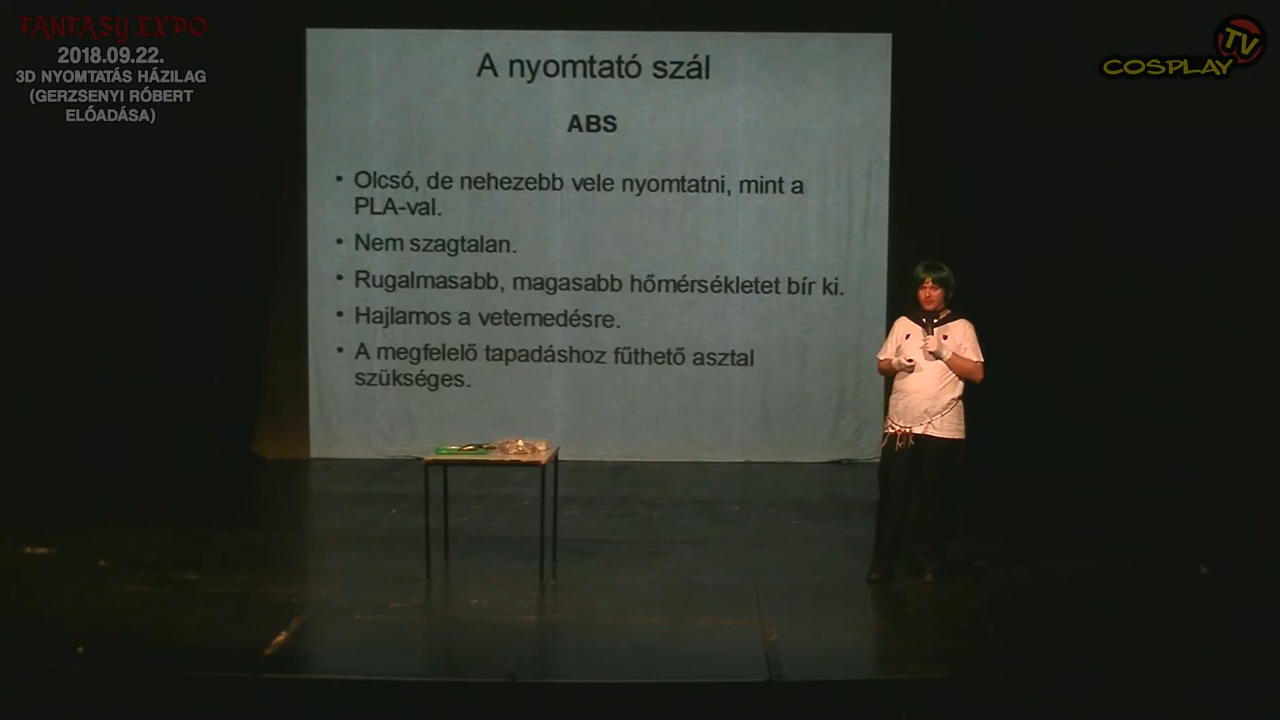 FANTASY EXPO
2018.09.22.
3D NYOMTATÁS HÁZILAG
(GERZSENYI RÓBERT
ELŐADÁSA)
COSPLAY TV
A nyomtató szál
ABS
• Olcsó, de nehezebb vele nyomtatni, mint a
PLA-val.
• Nem szagtalan.
• Rugalmasabb, magasabb hőmérsékletet bír ki.
• Hajlamos a vetemedésre.
• A megfelelő tapadáshoz fűthető asztal
szükséges.